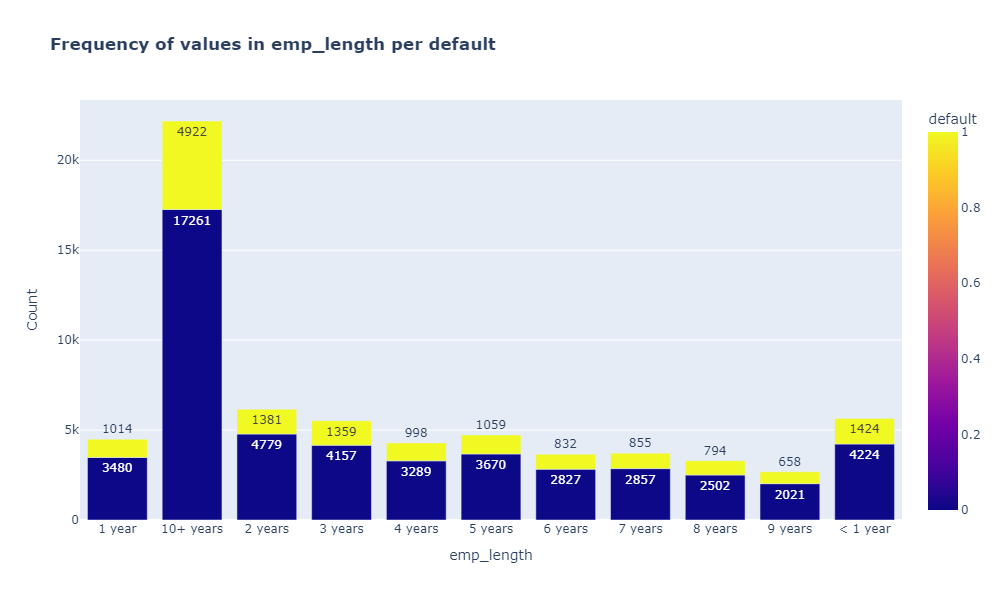 Frequency of values in emp_length per default
default
1
0.8
0.6
0.4
0.2
0
Count
20k
15k
10k
5k
0
1014 4922 1381 1359 998 1059 832 855 794 658 1424
3480 17261 4779 4157 3289 3670 2827 2857 2502 2021 4224
1 year 10+ years 2 years 3 years 4 years 5 years 6 years 7 years 8 years 9 years < 1 year
emp_length